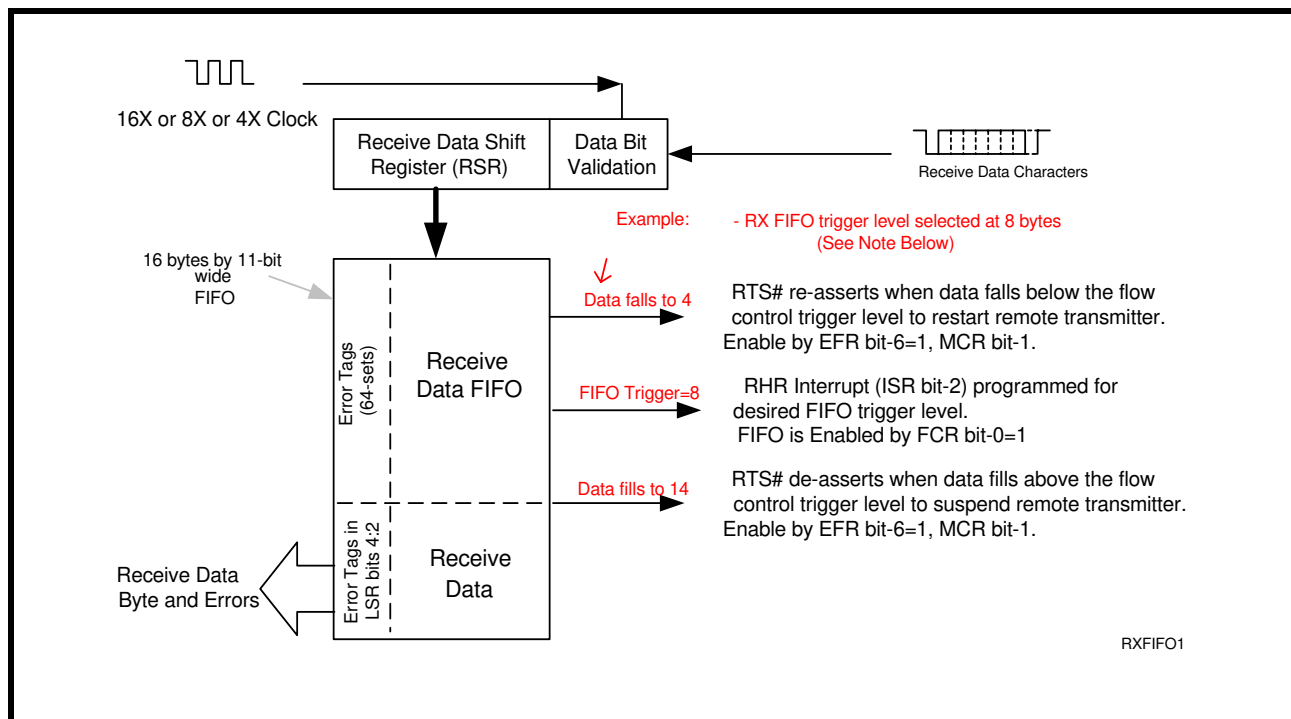 16X or 8X or 4X Clock
Receive Data Shift
Register (RSR)
Data Bit
Validation
Receive Data Characters
Example:
- RX FIFO trigger level selected at 8 bytes
(See Note Below)
16 bytes by 11-bit
wide
FIFO
Error Tags
(64-sets)
Receive
Data FIFO
Data falls to 4
RTS# re-asserts when data falls below the flow
control trigger level to restart remote transmitter.
Enable by EFR bit-6=1, MCR bit-1.
FIFO Trigger=8
RHR Interrupt (ISR bit-2) programmed for
desired FIFO trigger level.
FIFO is Enabled by FCR bit-0=1
Data fills to 14
RTS# de-asserts when data fills above the flow
control trigger level to suspend remote transmitter.
Enable by EFR bit-6=1, MCR bit-1.
Error Tags in
LSR bits 4:2
Receive
Data
Receive Data
Byte and Errors
RXFIFO1